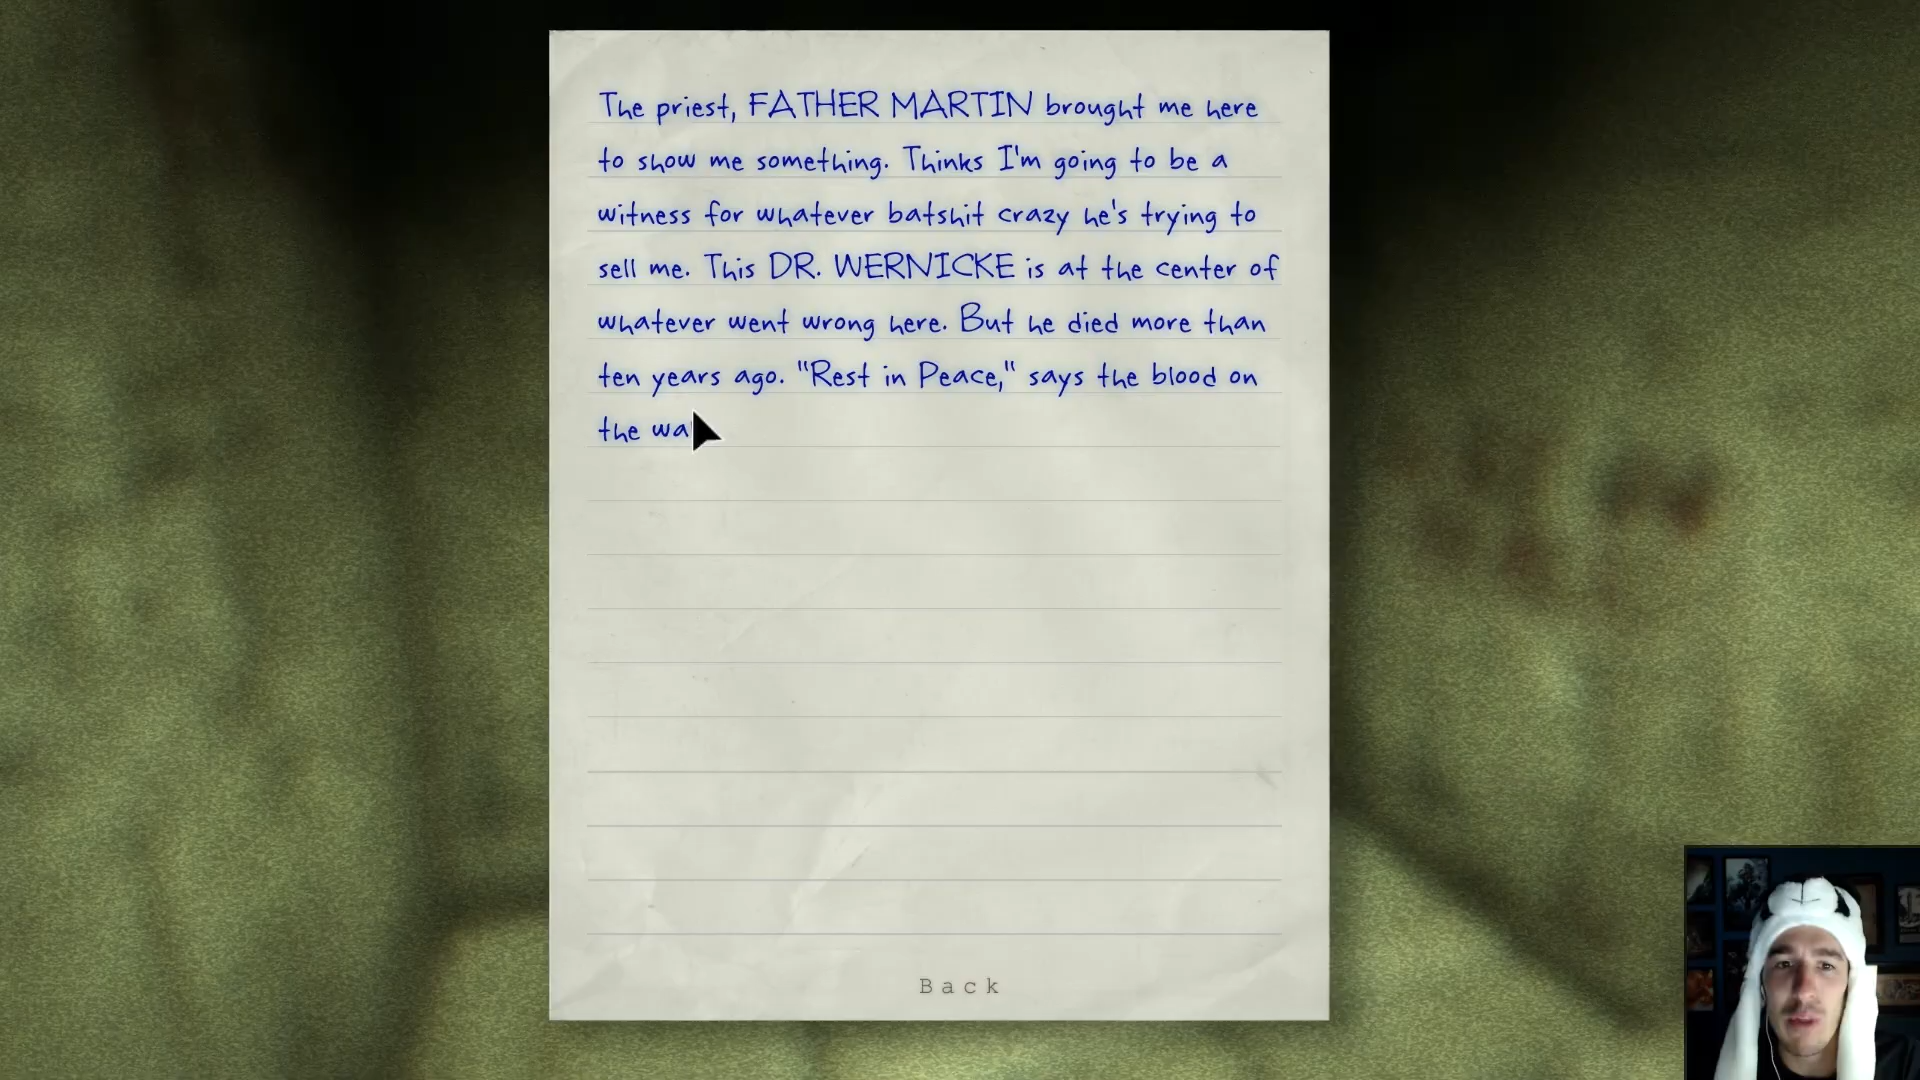 The priest, FATHER MARTIN brought me here
to show me something. Thinks I'm going to be a
witness for whatever batshit crazy he's trying to
sell me. This DR. WERNICKE is at the center of
whatever went wrong here. But he died more than
ten years ago. "Rest in Peace," says the blood on
the
Back